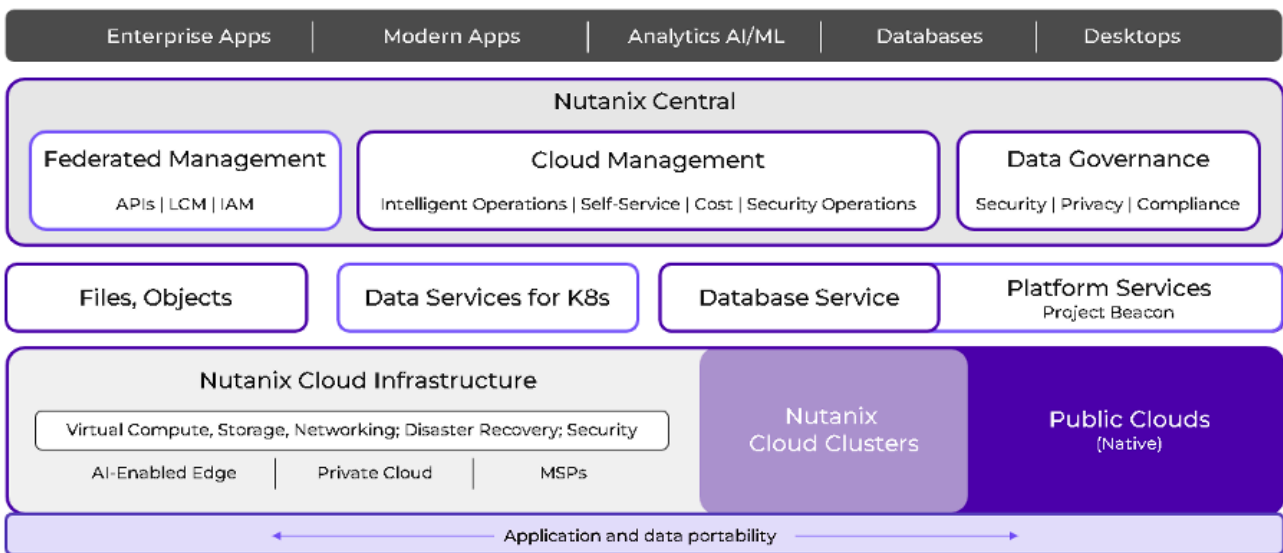 Enterprise Apps | Modern Apps | Analytics AI/ML | Databases | Desktops
Nutanix Central
Federated Management
APIs | LCM | IAM
Cloud Management
Intelligent Operations | Self-Service | Cost | Security Operations
Data Governance
Security | Privacy | Compliance
Files, Objects
Data Services for K8s
Database Service
Platform Services
Project Beacon
Nutanix Cloud Infrastructure
Virtual Compute, Storage, Networking; Disaster Recovery; Security
AI-Enabled Edge | Private Cloud | MSPs
Nutanix
Cloud Clusters
Public Clouds
(Native)
Application and data portability